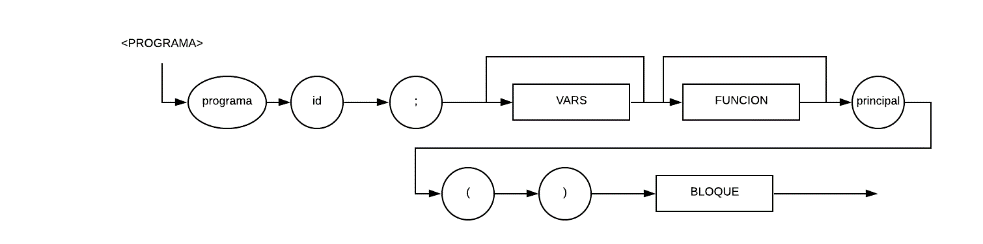 <PROGRAMA>
programa id ; VARS FUNCION principal
( ) BLOQUE